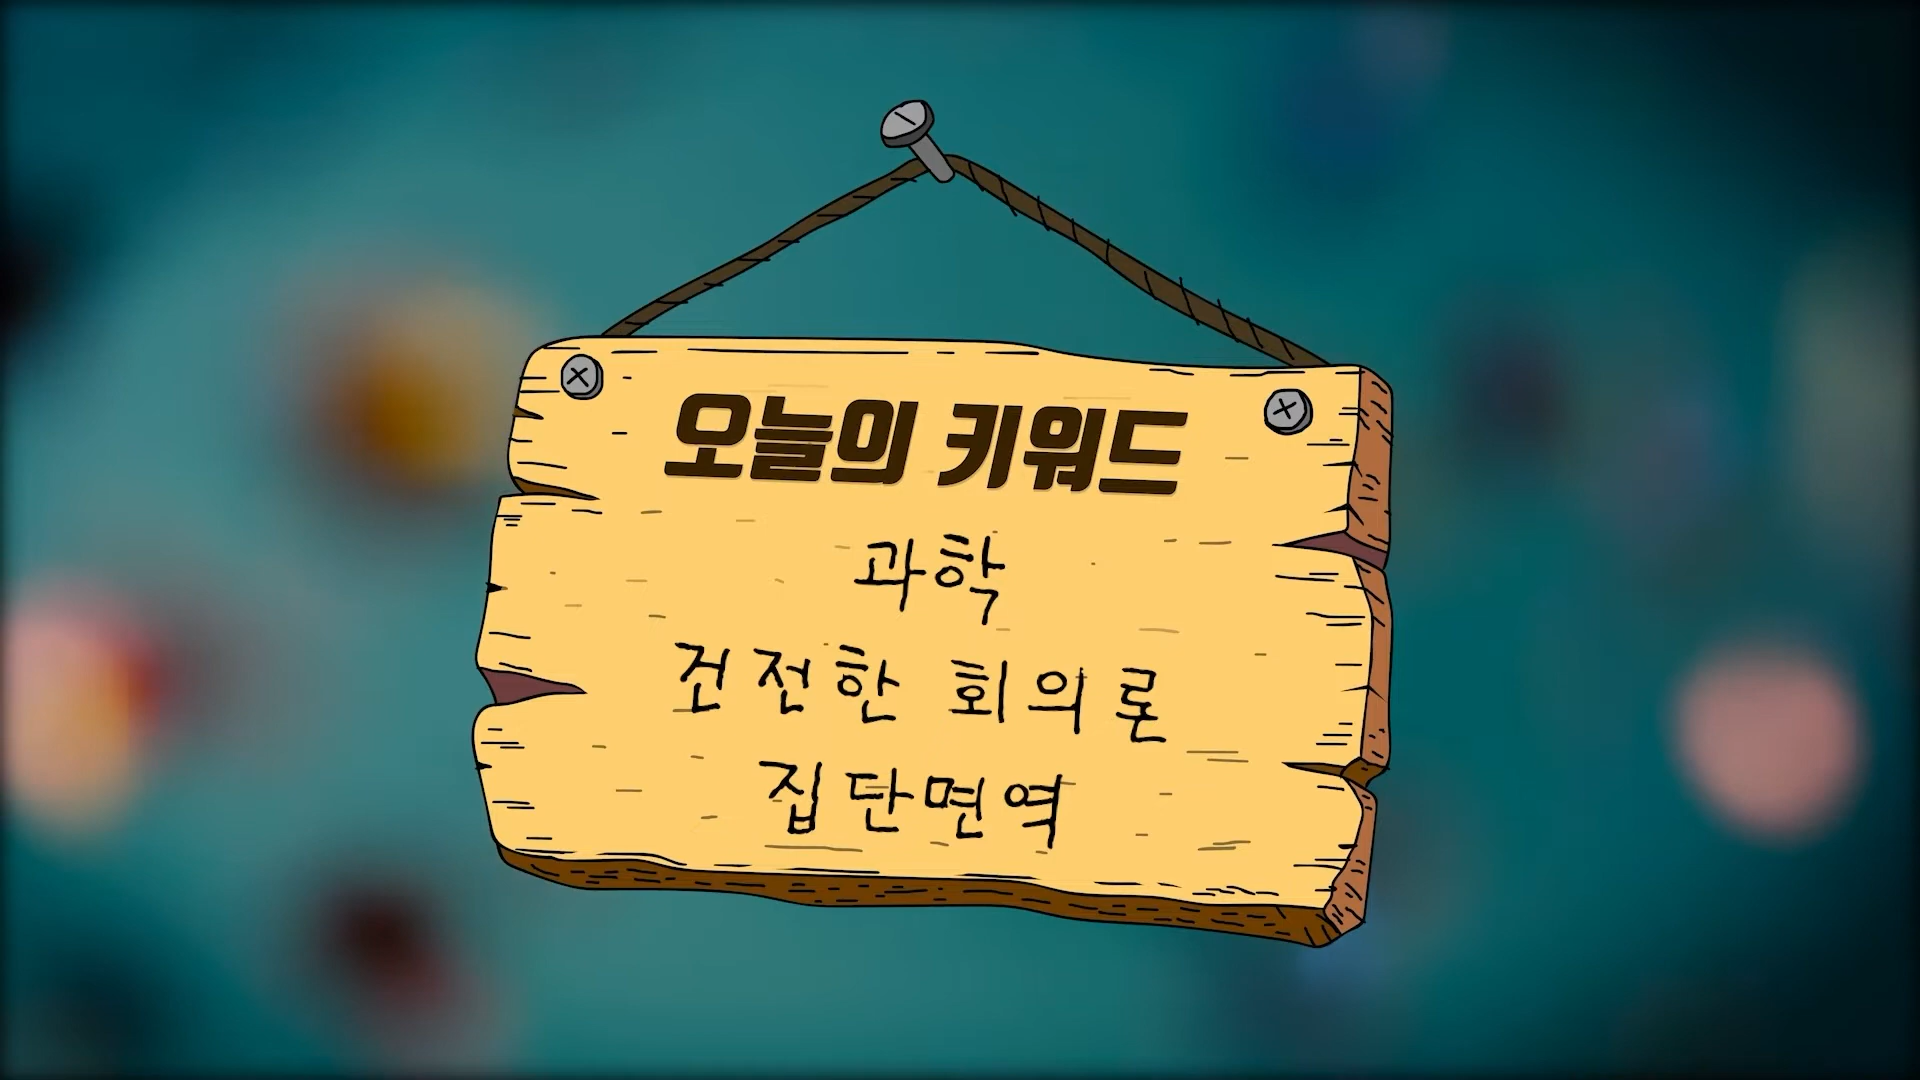 오늘의 키워드
과학
건전한 회의론
집단면역